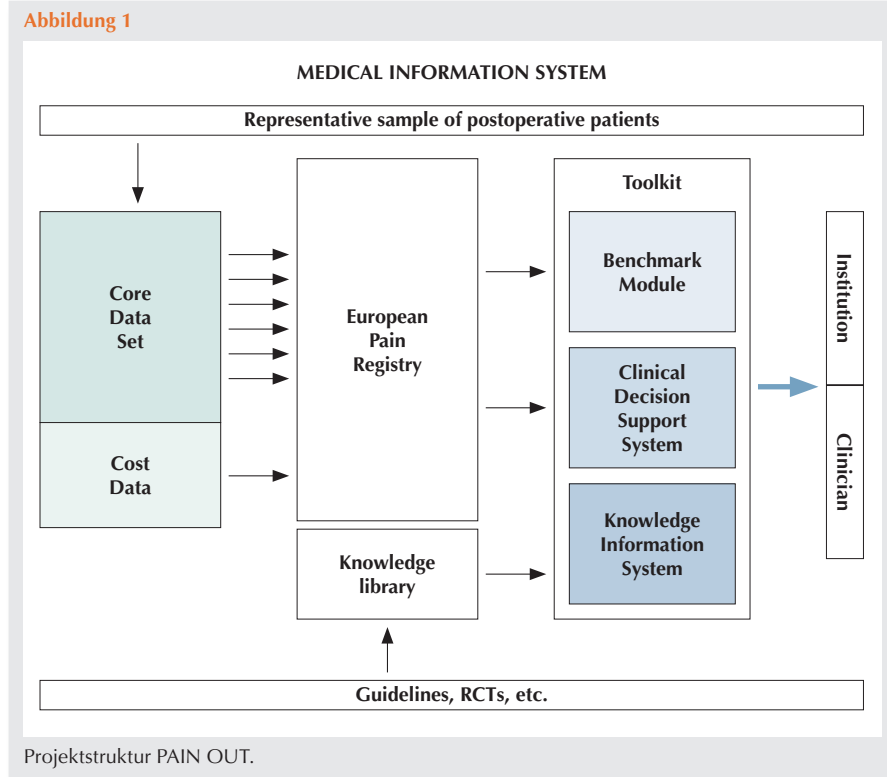 Abbildung 1
MEDICAL INFORMATION SYSTEM
Representative sample of postoperative patients
Core
Data
Set
Cost
Data
European
Pain
Registry
Knowledge
library
Toolkit
Benchmark
Module
Clinical
Decision
Support
System
Knowledge
Information
System
Institution
Clinician
Guidelines, RCTs, etc.
Projektstruktur PAIN OUT.